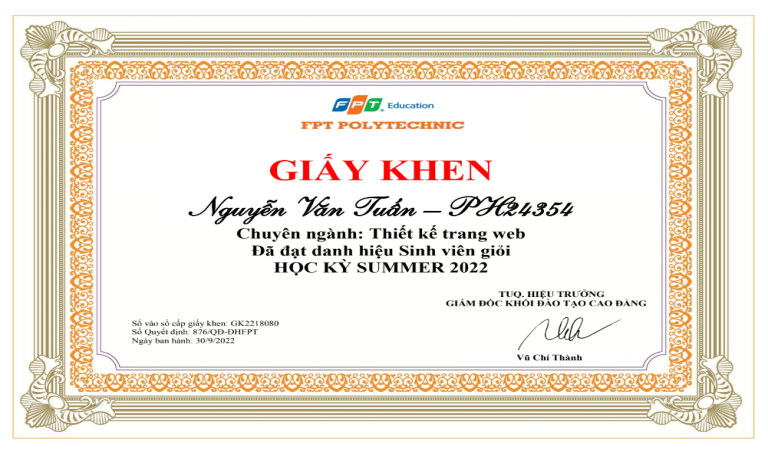 FPT Education
FPT POLYTECHNIC
GIẤY KHEN
Nguyễn Văn Tuấn – PH24354
Chuyên ngành: Thiết kế trang web
Đã đạt danh hiệu Sinh viên giỏi
HỌC KỲ SUMMER 2022
TUQ. HIỆU TRƯỞNG
GIÁM ĐỐC KHỐI ĐÀO TẠO CAO ĐẲNG
Số vào sổ cấp giấy khen: GK2218080
Số Quyết định: 876/QĐ-ĐHFPT
Ngày ban hành: 30/9/2022
Vũ Chí Thành